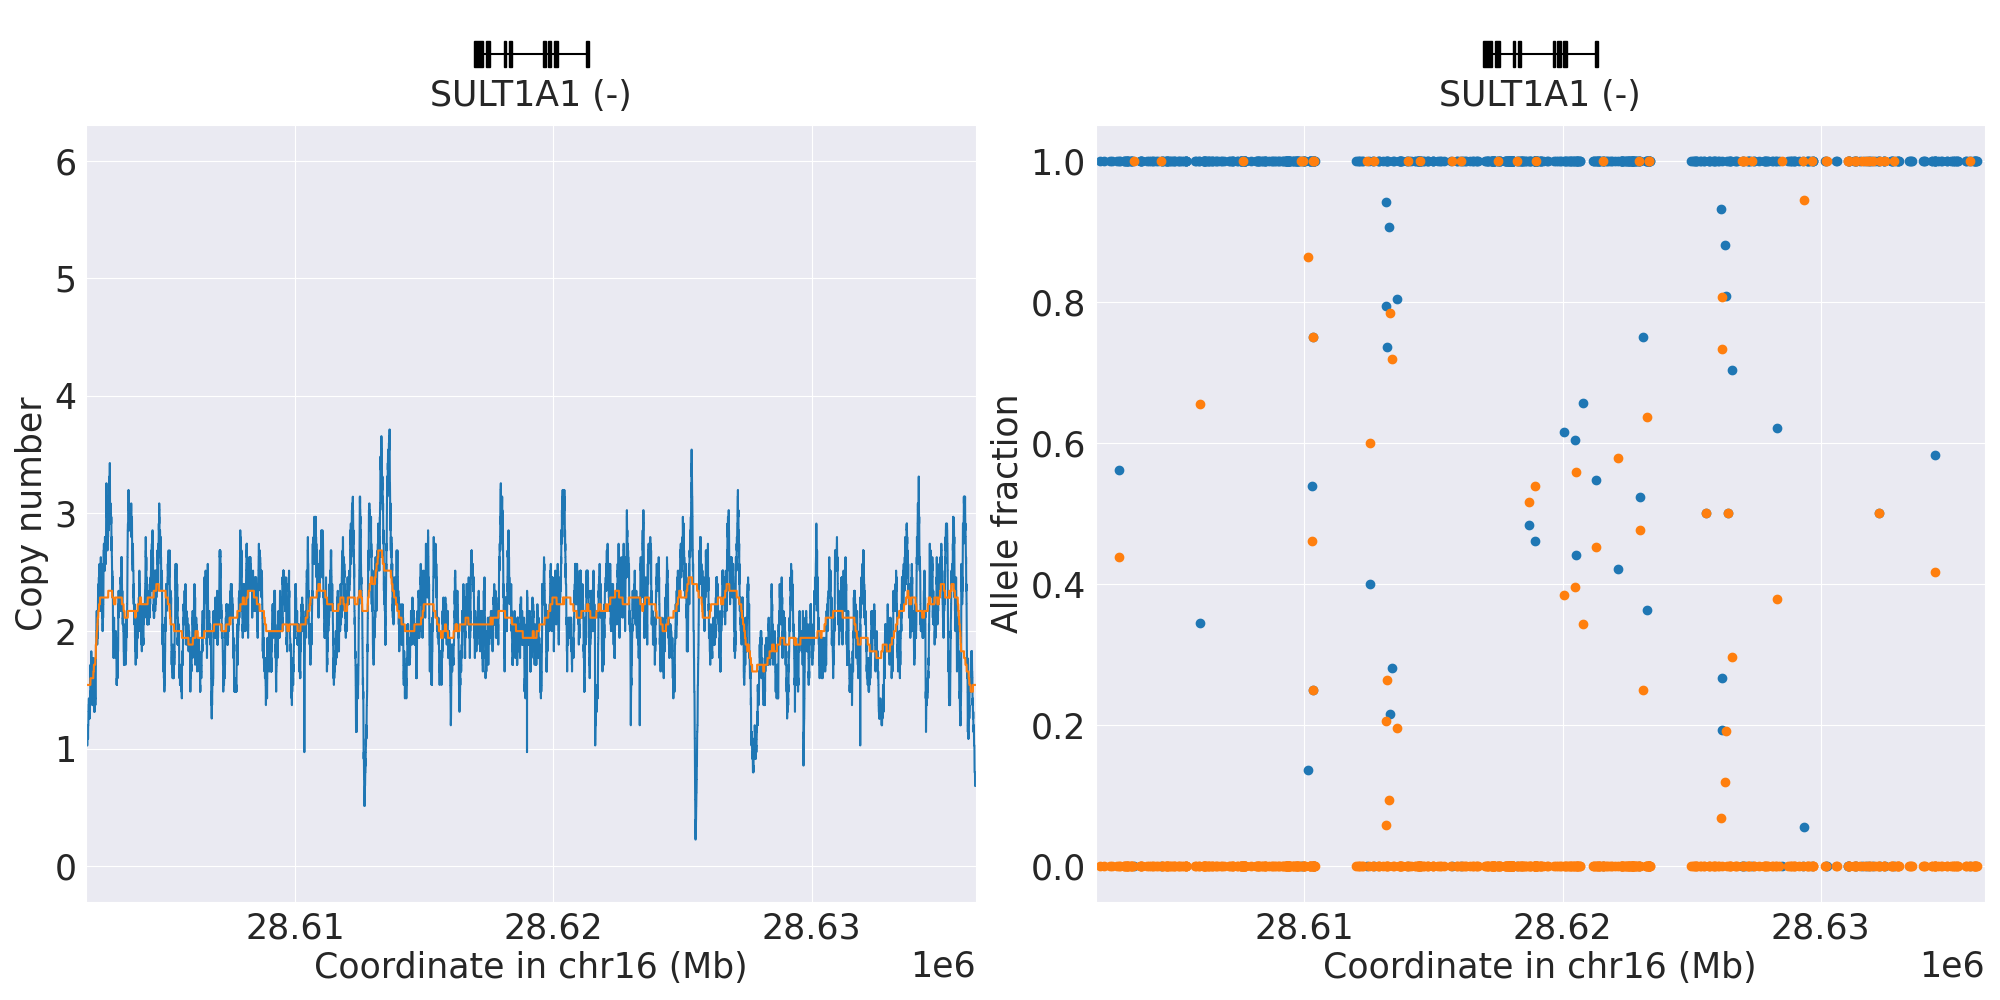 SULT1A1 (-)
6
5
4
3
2
1
0
Copy number
28.61
28.62
28.63
Coordinate in chr16 (Mb)
1e6
SULT1A1 (-)
1.0
0.8
0.6
0.4
0.2
0.0
Allele fraction
28.61
28.62
28.63
Coordinate in chr16 (Mb)
1e6